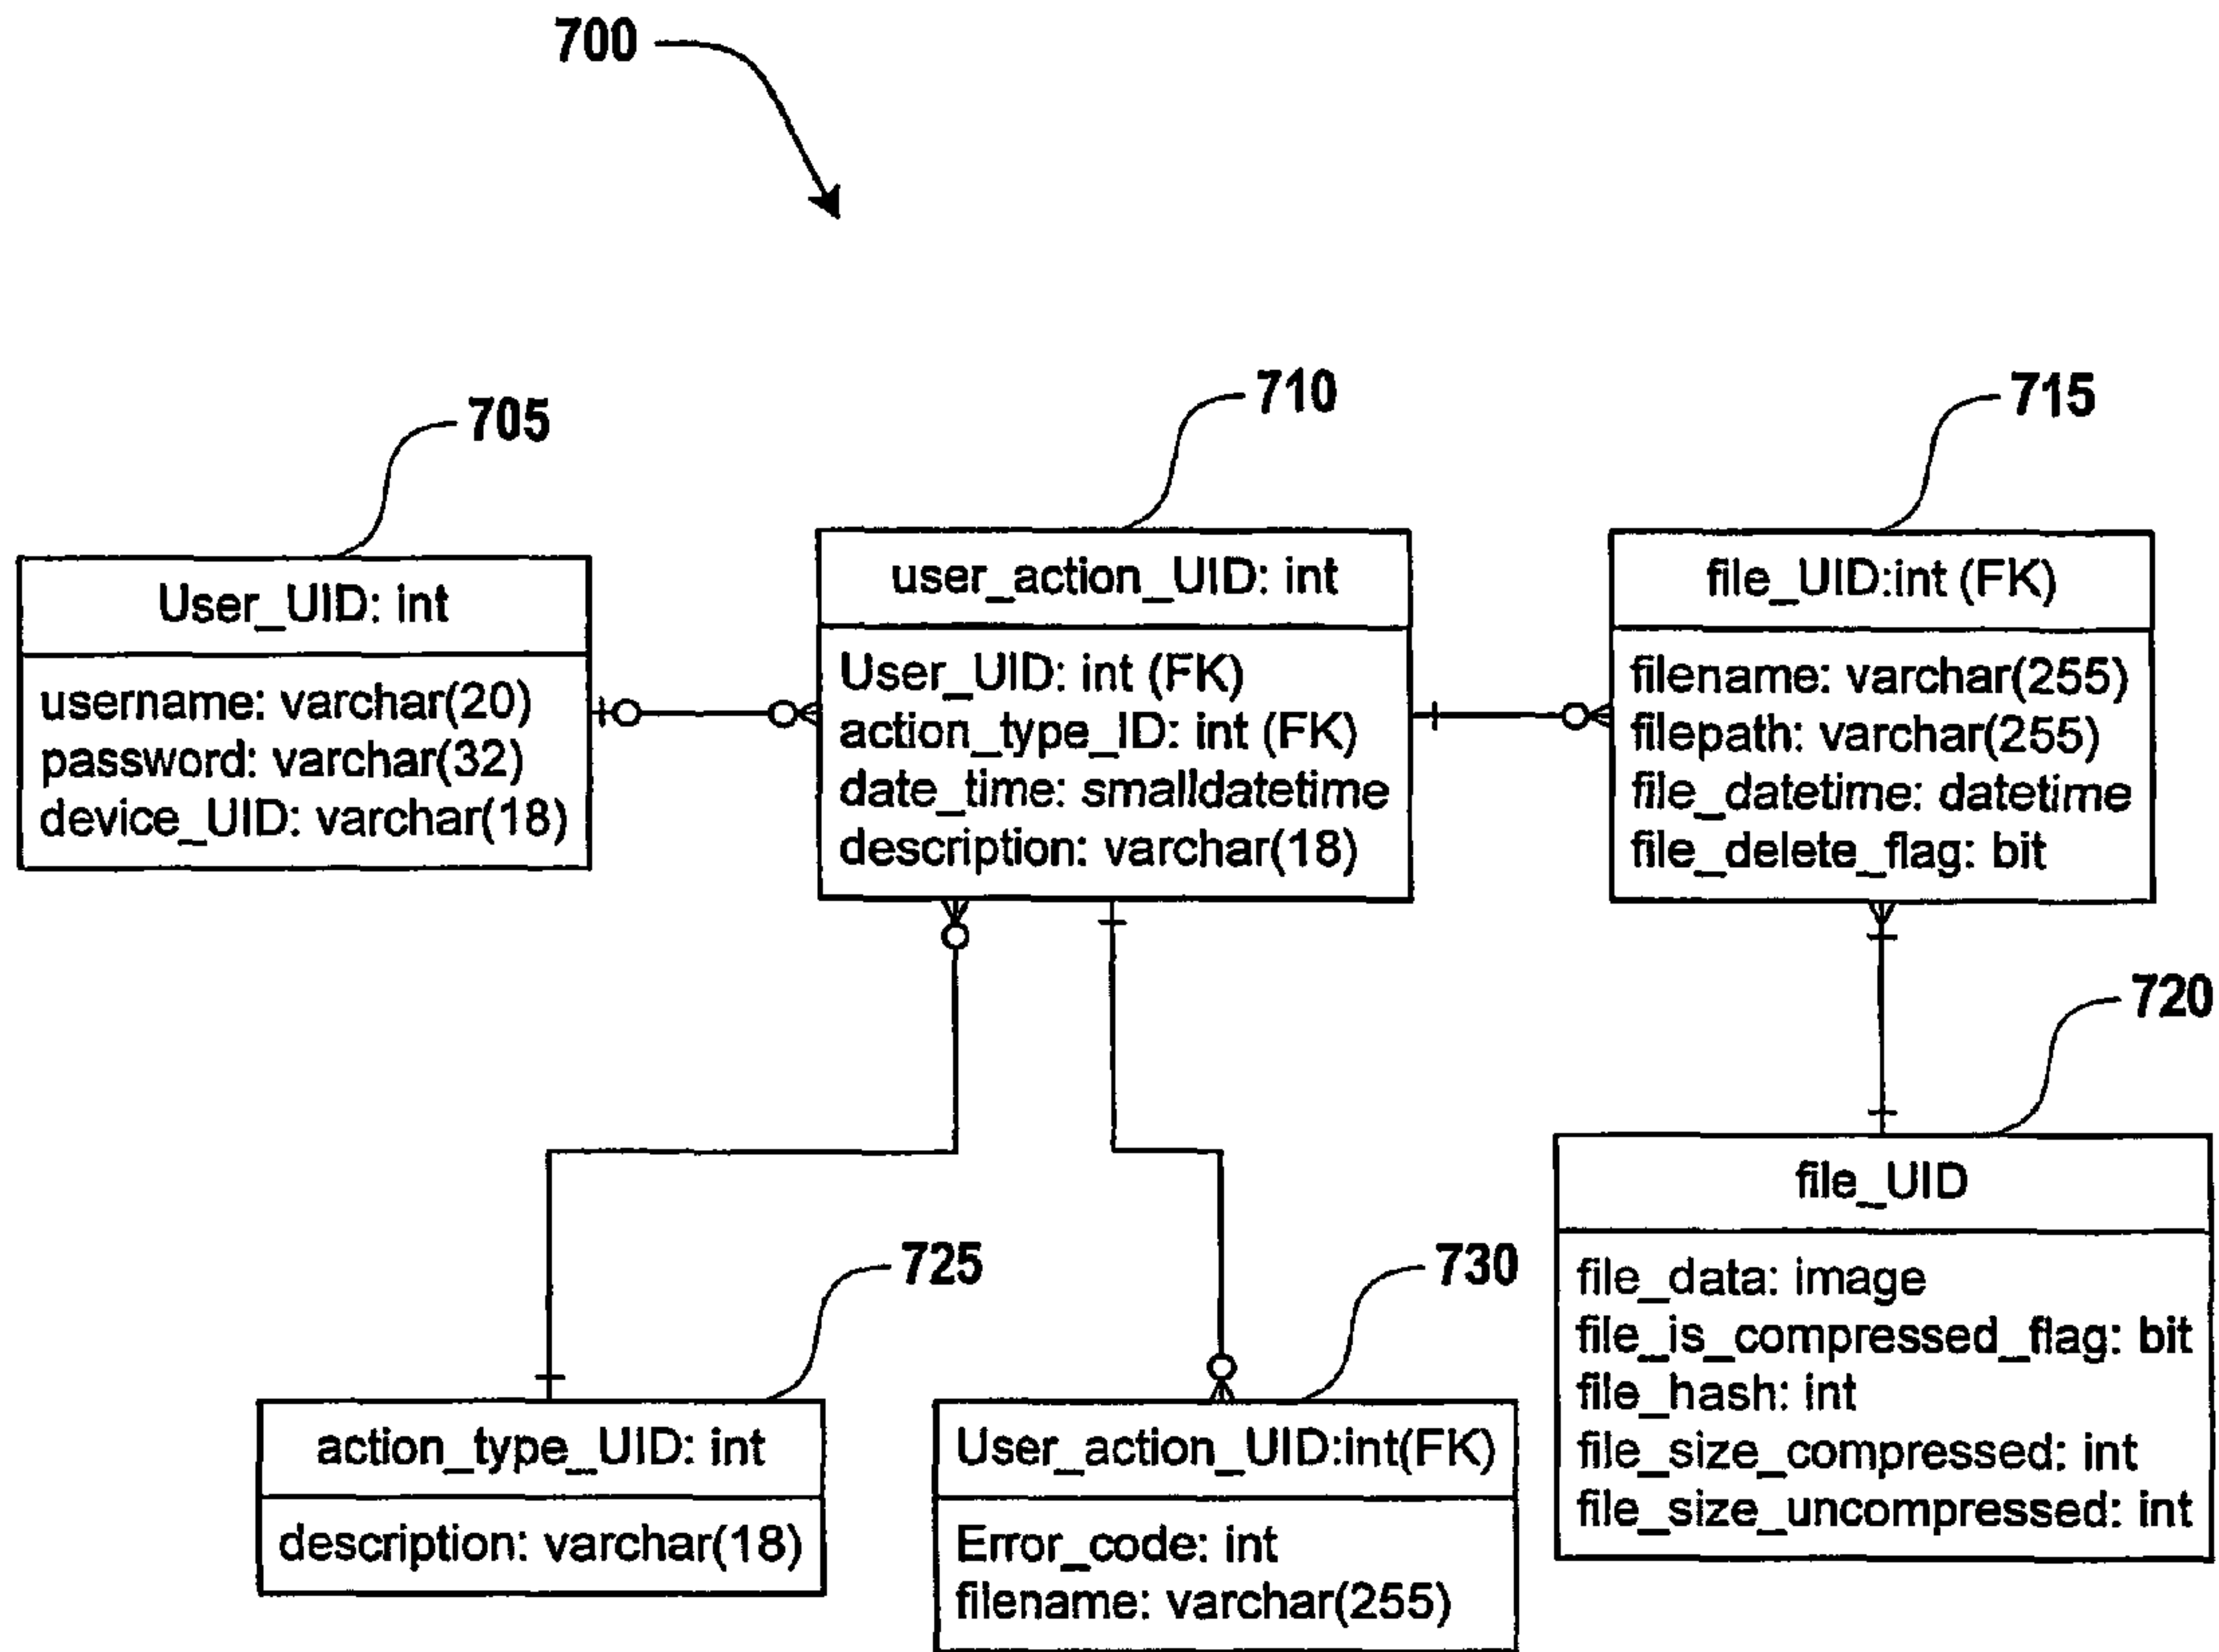 700
705
710
715
User_UID: int
username: varchar(20)
password: varchar(32)
device_UID: varchar(18)
user_action_UID: int
User_UID: int (FK)
action_type_ID: int (FK)
date_time: smalldatetime
description: varchar(18)
file_UID:int (FK)
filename: varchar(255)
filepath: varchar(255)
file_datetime: datetime
file_delete_flag: bit
720
file_UID
file_data: image
file_is_compressed_flag: bit
file_hash: int
file_size_compressed: int
file_size_uncompressed: int
725
action_type_UID: int
description: varchar(18)
730
User_action_UID:int(FK)
Error_code: int
filename: varchar(255)